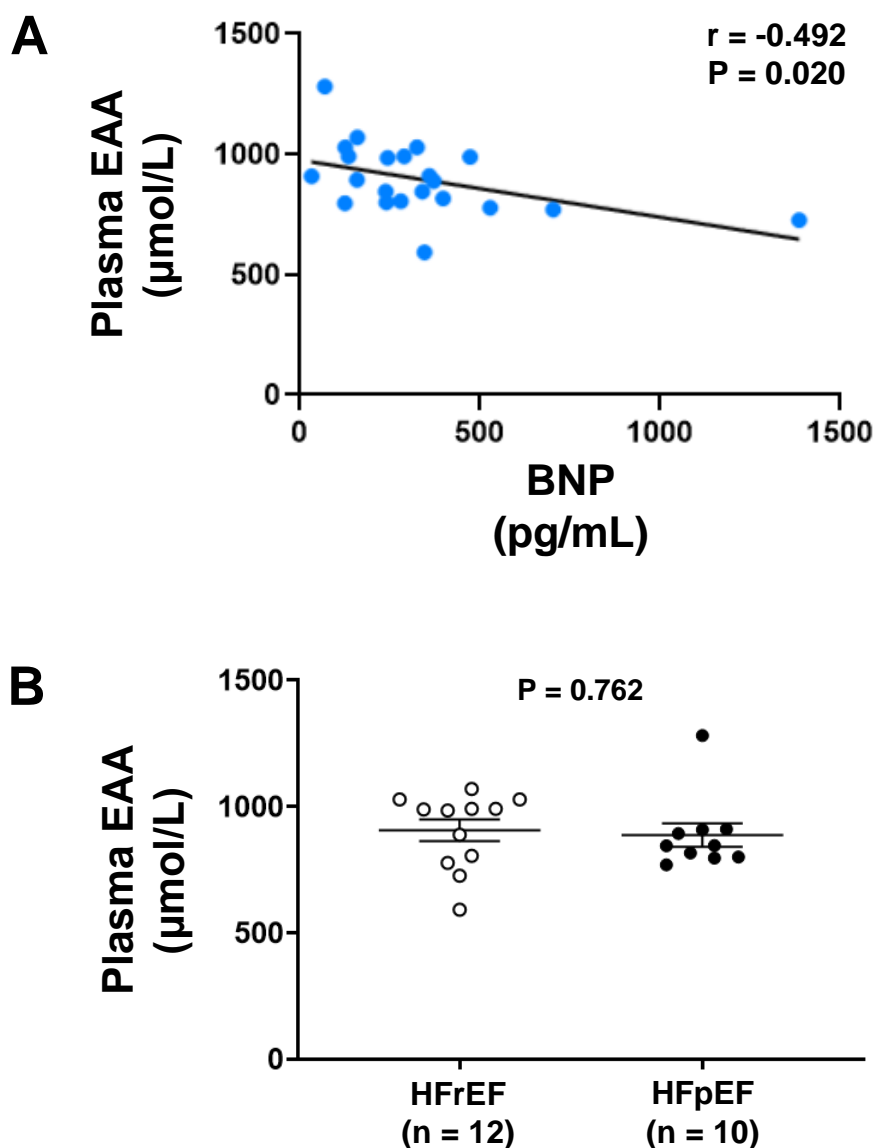 A
r = -0.492
P = 0.020
Plasma EAA
(µmol/L)
1500
1000
500
0
0 500 1000 1500
BNP
(pg/mL)
B
P = 0.762
Plasma EAA
(µmol/L)
1500
1000
500
0
HFrEF HFpEF
(n = 12) (n = 10)